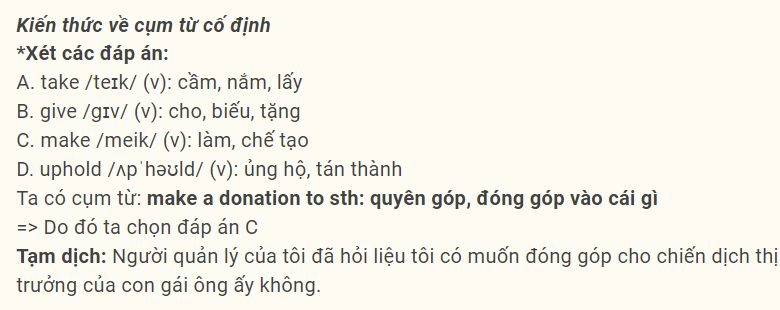 Kiến thức về cụm từ cố định
*Xét các đáp án:
A. take /teɪk/ (v): cầm, nắm, lấy
B. give /gɪv/ (v): cho, biếu, tặng
C. make /meik/ (v): làm, chế tạo
D. uphold /ʌpˈhəʊld/ (v): ủng hộ, tán thành
Ta có cụm từ: make a donation to sth: quyên góp, đóng góp vào cái gì
=> Do đó ta chọn đáp án C
Tạm dịch: Người quản lý của tôi đã hỏi liệu tôi có muốn đóng góp cho chiến dịch thị
trưởng của con gái ông ấy không.